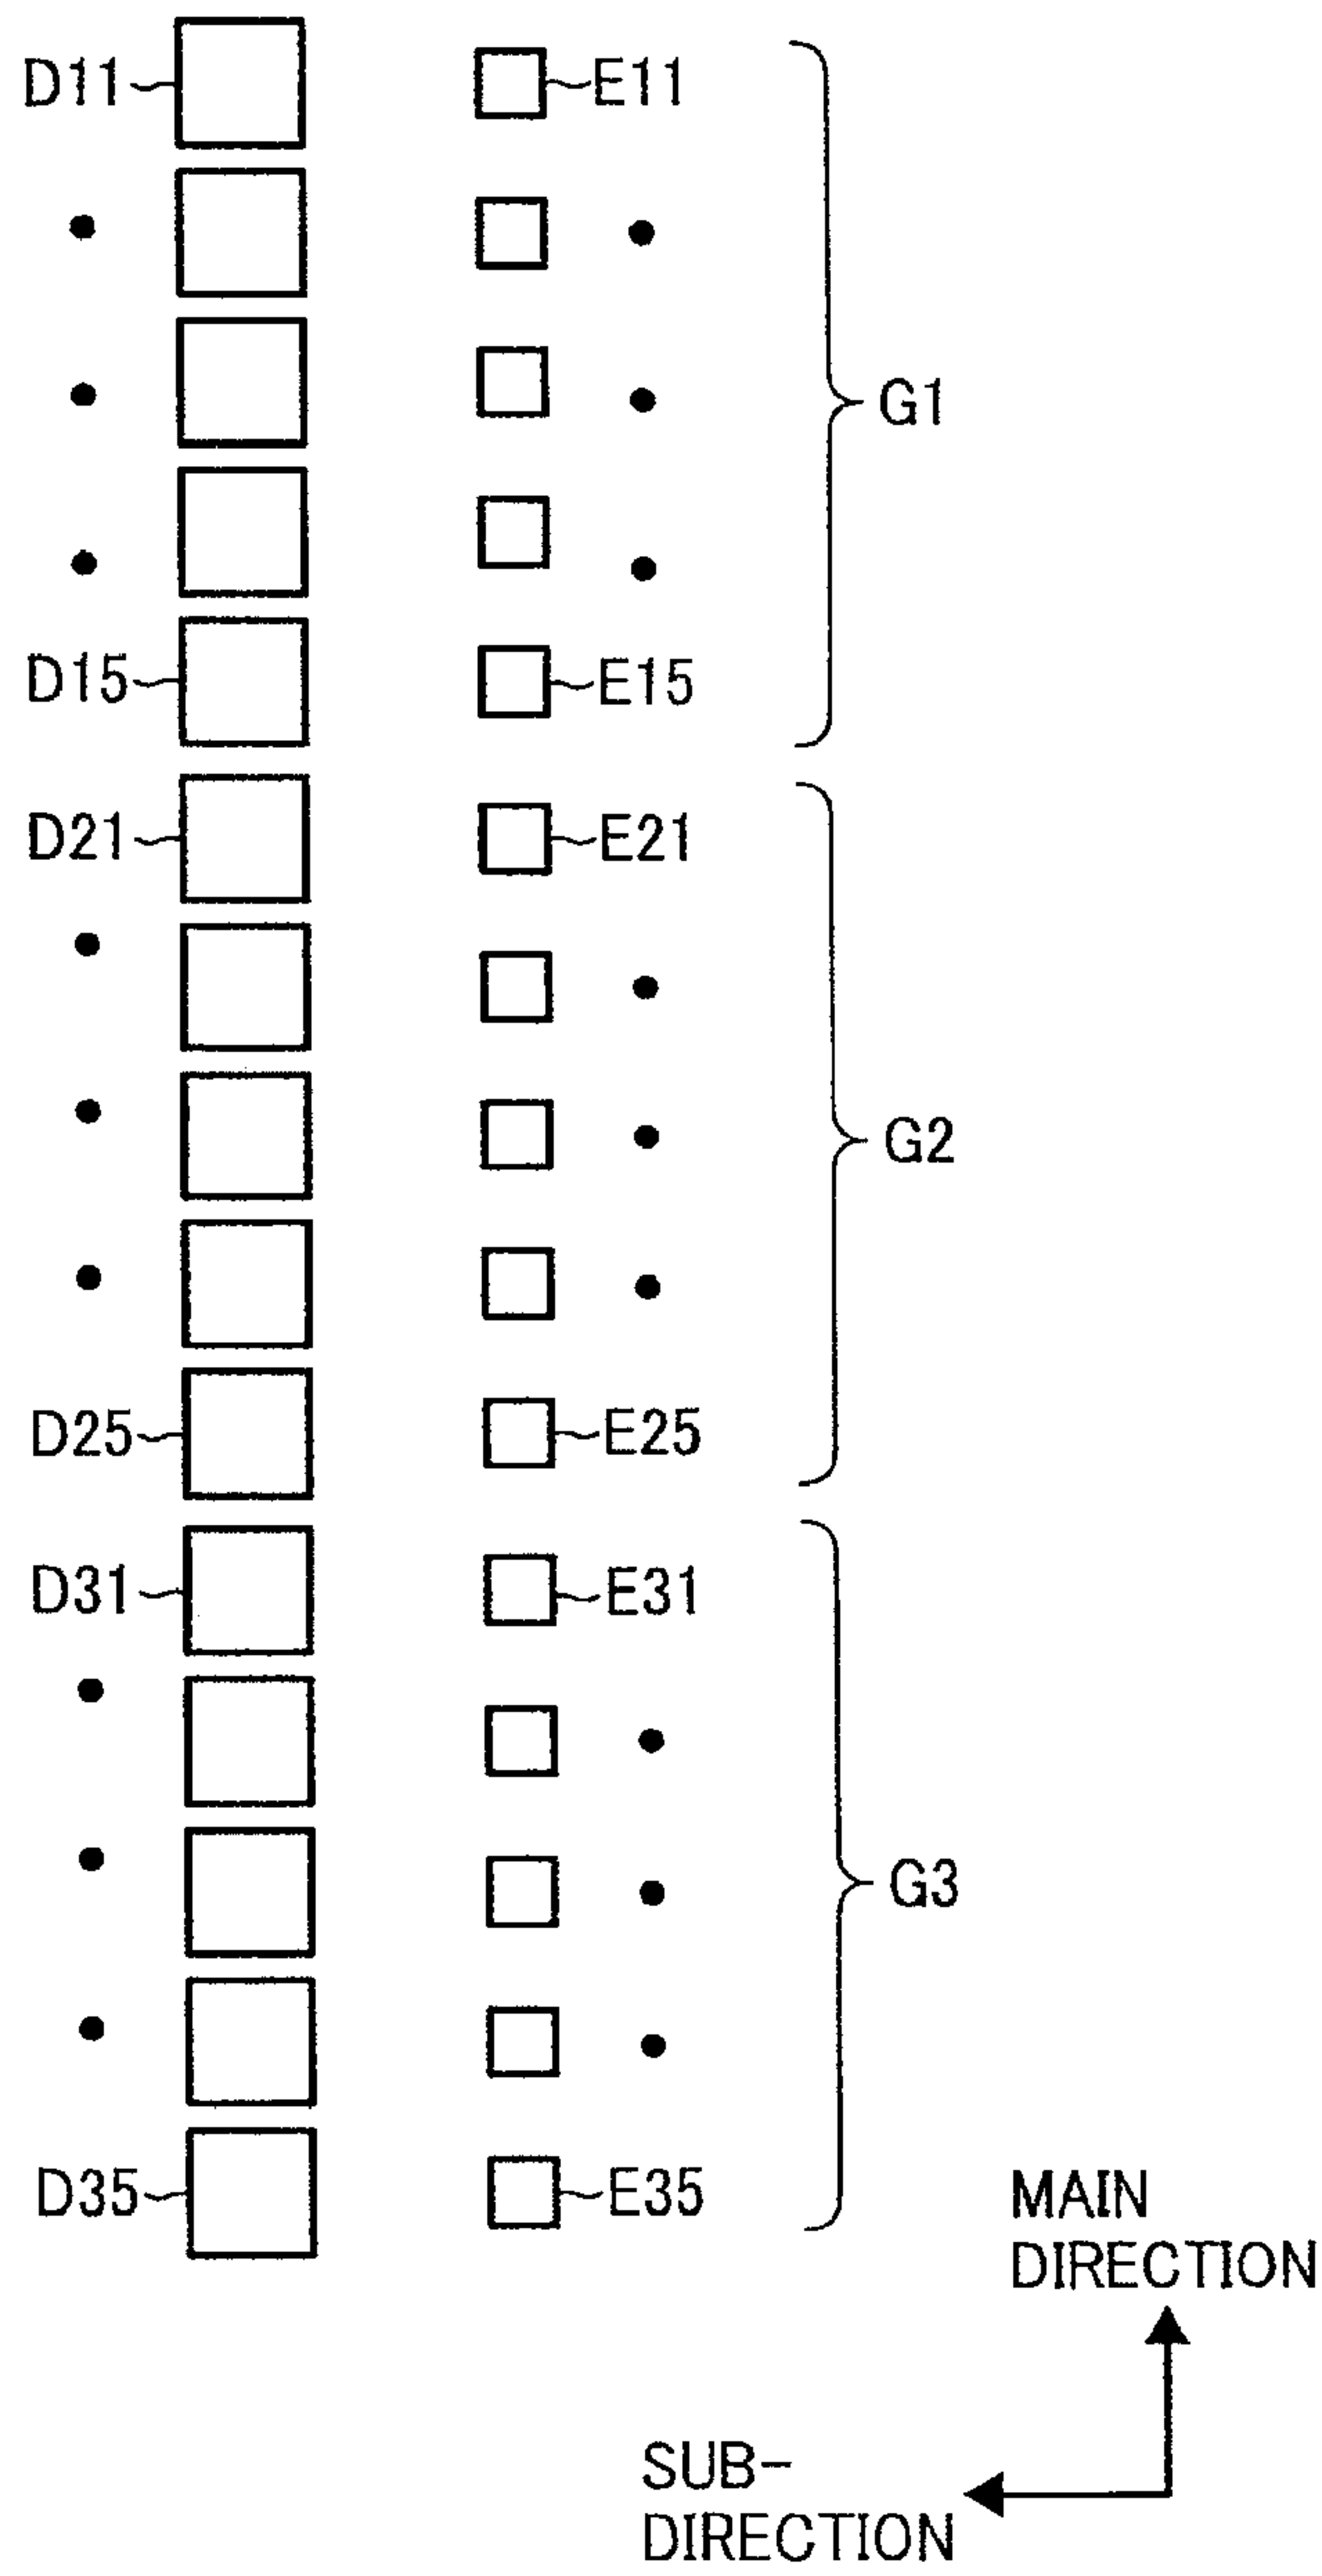 D11 E11
G1
D15 E15
D21 E21
G2
D25 E25
D31 E31
G3
D35 E35
MAIN
DIRECTION
SUB-
DIRECTION